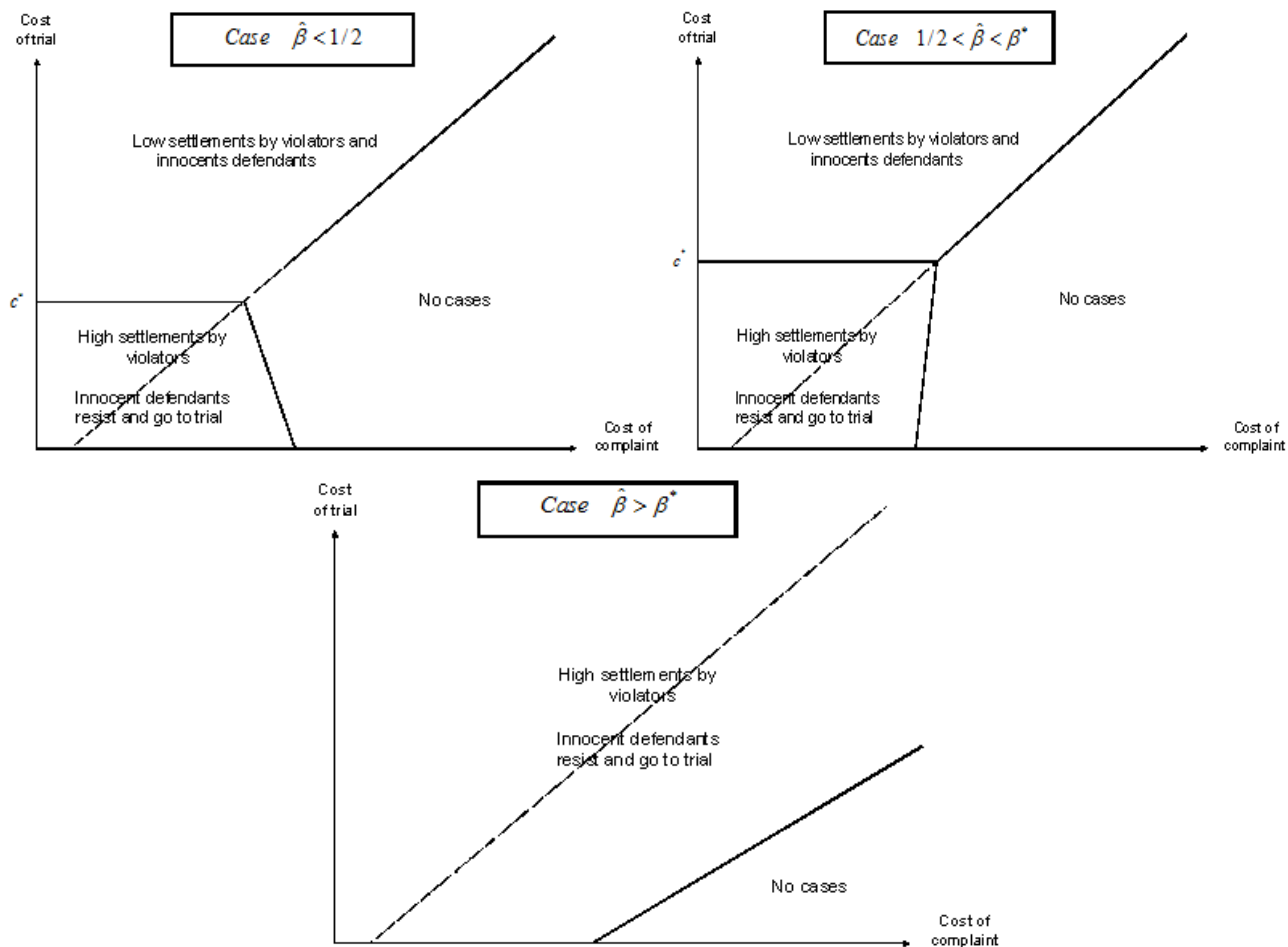 Cost
of trial
Case β̂ < 1/2
Low settlements by violators and
innocents defendants
c*
No cases
High settlements by
violators
Innocent defendants
resist and go to trial
Cost of
complaint
Cost
of trial
Case 1/2 < β̂ < β*
Low settlements by violators and
innocents defendants
c*
No cases
High settlements by
violators
Innocent defendants
resist and go to trial
Cost of
complaint
Cost
of trial
Case β̂ > β*
High settlements by
violators
Innocent defendants
resist and go to trial
No cases
Cost of
complaint